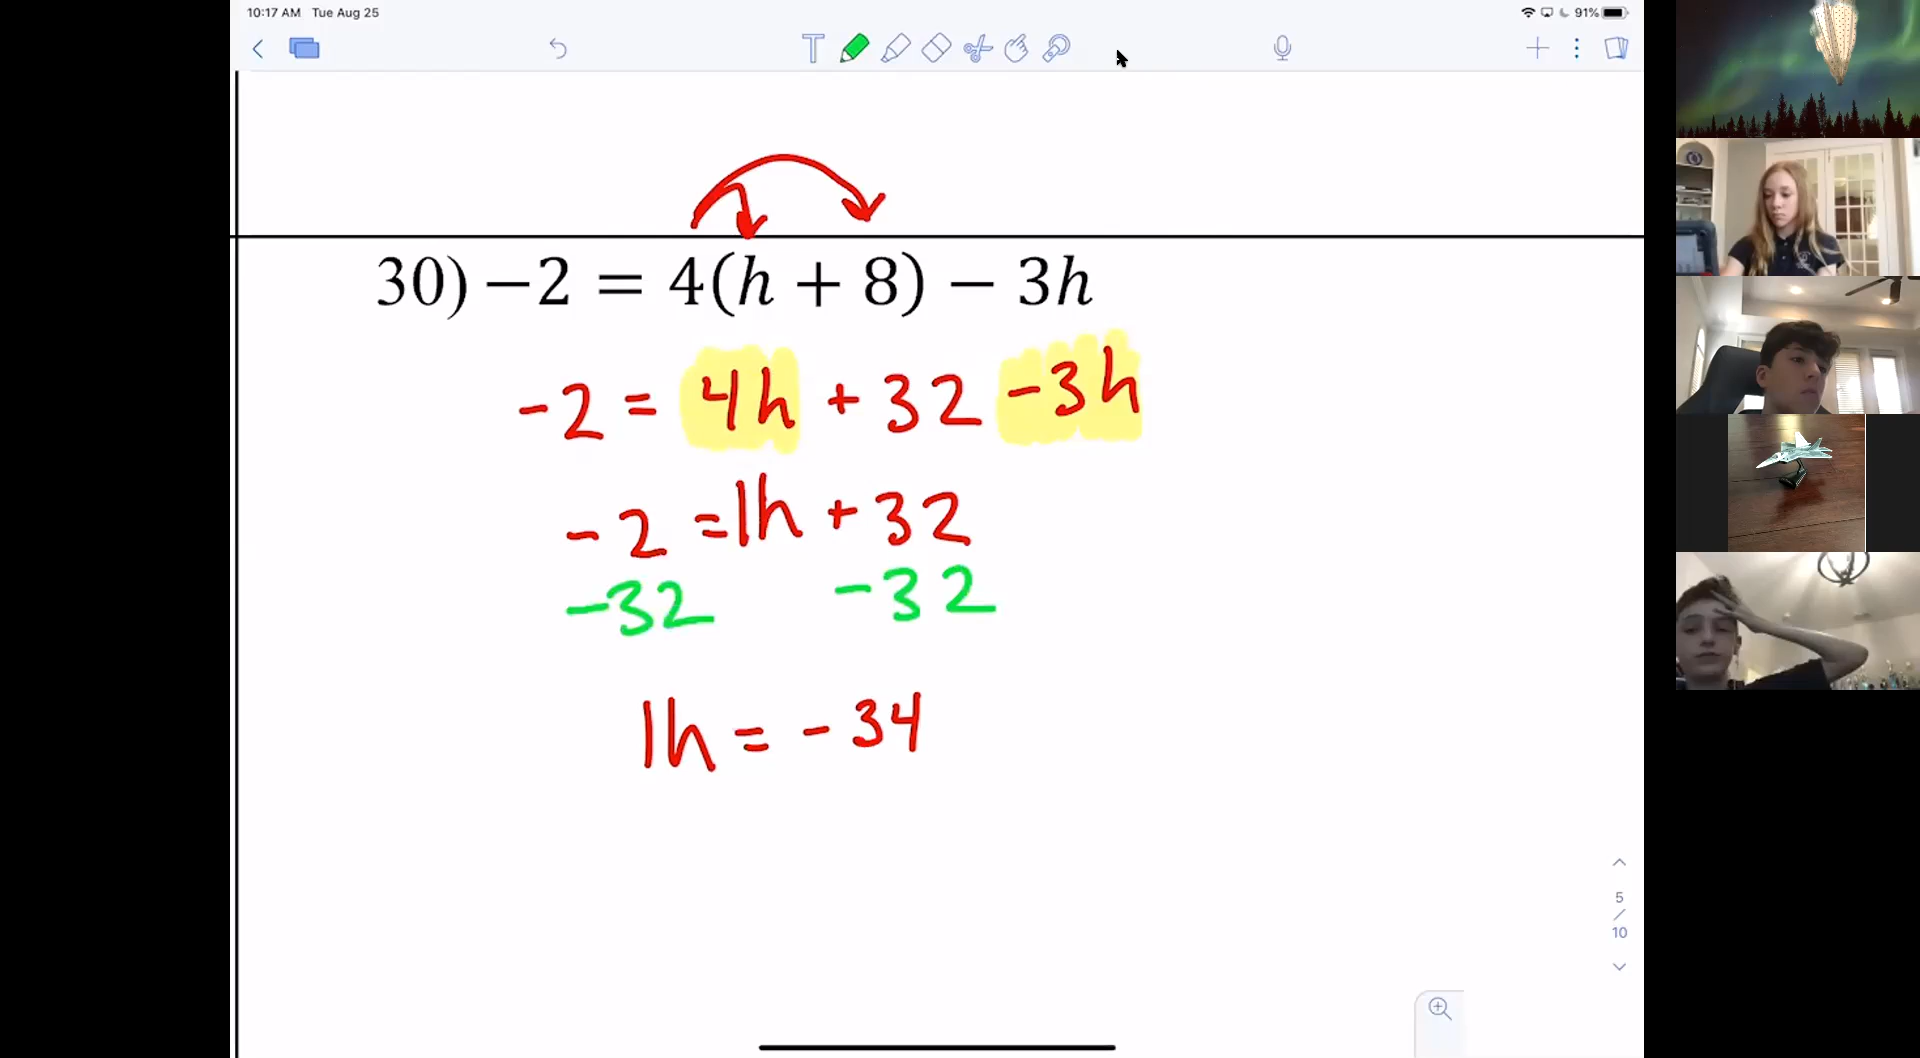 10:17 AM Tue Aug 25
91%
T
30) −2 = 4(h + 8) − 3h
-2 = 4h + 32 -3h
-2 = 1h + 32
-32 -32
1h = -34
5
/
10